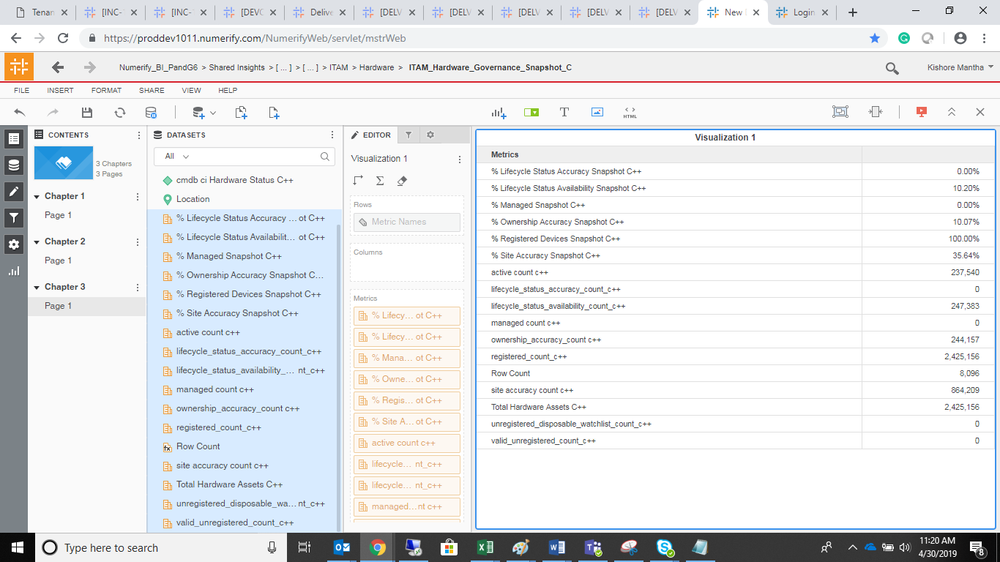 Tenan
[INC-
[INC-
[DEVC
Delive
[DELV
[DELV
[DELV
[DELV
[DELV
New
Login
https://proddev1011.numerify.com/NumerifyWeb/servlet/mstrWeb
Numerify_BI_PandG6 > Shared Insights > [ ... ] > [ ... ] > ITAM > Hardware > ITAM_Hardware_Governance_Snapshot_C
Kishore Mantha
FILE INSERT FORMAT SHARE VIEW HELP
HTML
CONTENTS
3 Chapters
3 Pages
Chapter 1
Page 1
Chapter 2
Page 1
Chapter 3
Page 1
DATASETS
All
cmdb ci Hardware Status C++
Location
% Lifecycle Status Accuracy ... ot C++
% Lifecycle Status Availabilit... ot C++
% Managed Snapshot C++
% Ownership Accuracy Snapshot C...
% Registered Devices Snapshot C++
% Site Accuracy Snapshot C++
active count c++
lifecycle_status_accuracy_count_c++
lifecycle_status_availability_... nt_c++
managed count c++
ownership_accuracy_count c++
registered_count_c++
fx Row Count
site accuracy count c++
Total Hardware Assets C++
unregistered_disposable_wa... nt_c++
valid_unregistered_count_c++
EDITOR
Visualization 1
Rows
Metric Names
Columns
Metrics
% Lifecy... ot C++
% Lifecy... ot C++
% Mana... ot C++
% Owne... ot C++
% Regis... ot C++
% Site A... ot C++
active count c++
lifecycle... nt_c++
lifecycle... nt_c++
managed...nt c++
Visualization 1
Metrics
% Lifecycle Status Accuracy Snapshot C++ 0.00%
% Lifecycle Status Availability Snapshot C++ 10.20%
% Managed Snapshot C++ 0.00%
% Ownership Accuracy Snapshot C++ 10.07%
% Registered Devices Snapshot C++ 100.00%
% Site Accuracy Snapshot C++ 35.64%
active count c++ 237,540
lifecycle_status_accuracy_count_c++ 0
lifecycle_status_availability_count_c++ 247,383
managed count c++ 0
ownership_accuracy_count c++ 244,157
registered_count_c++ 2,425,156
Row Count 8,096
site accuracy count c++ 864,209
Total Hardware Assets C++ 2,425,156
unregistered_disposable_watchlist_count_c++ 0
valid_unregistered_count_c++ 0
Type here to search
11:20 AM
4/30/2019
8